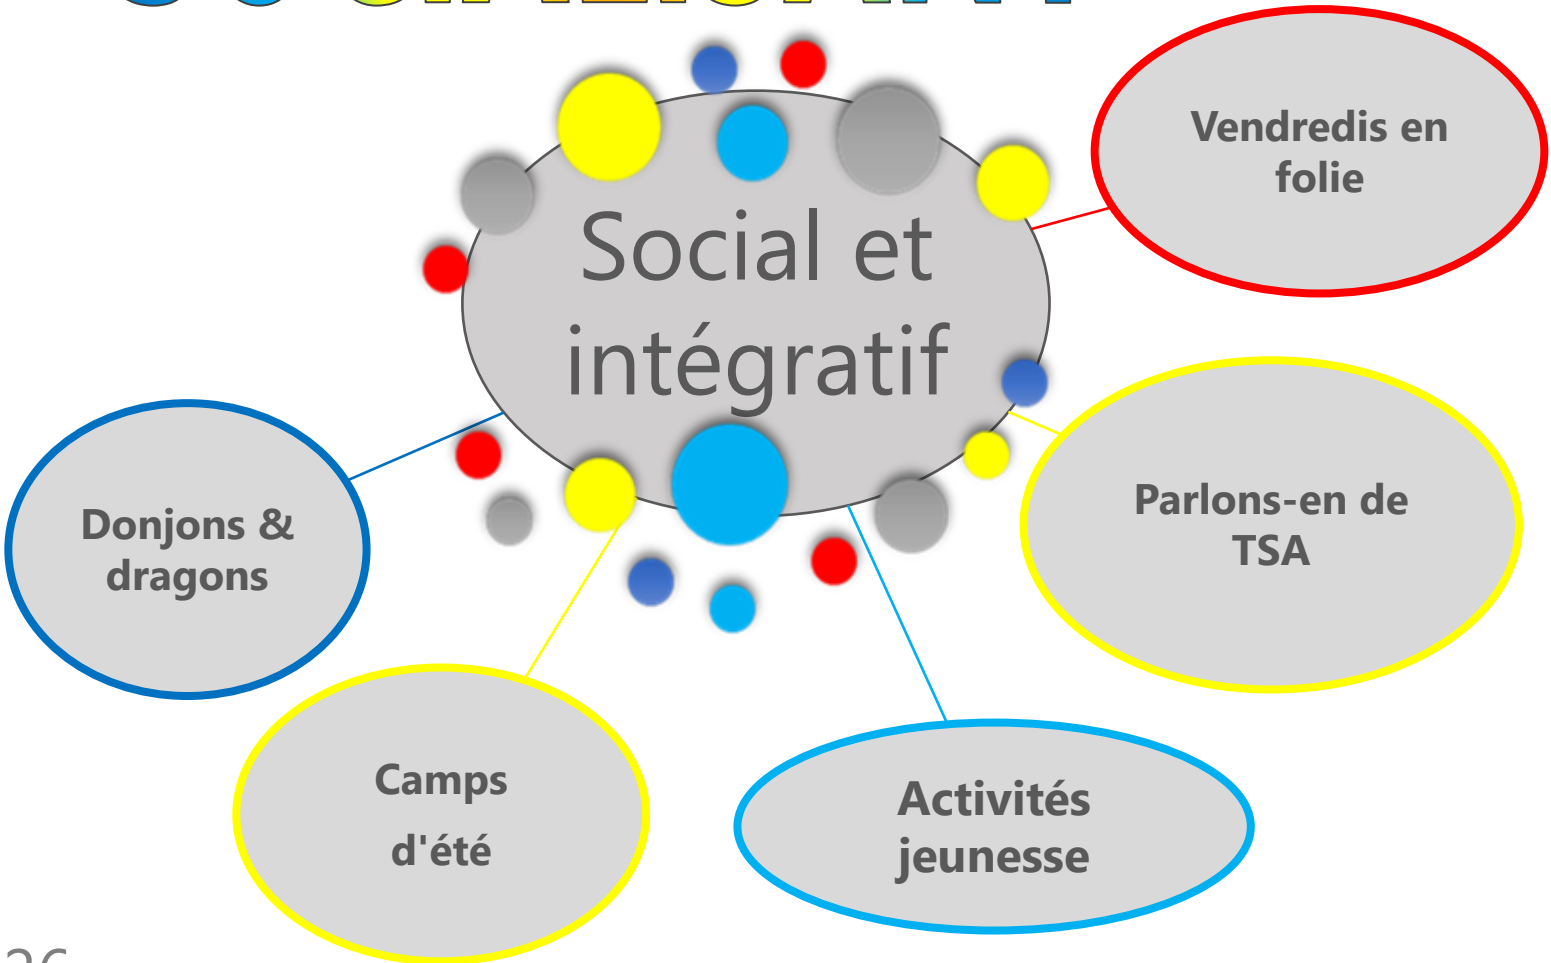 Social et
intégratif
Vendredis en
folie
Parlons-en de
TSA
Activités
jeunesse
Camps
d'été
Donjons &
dragons